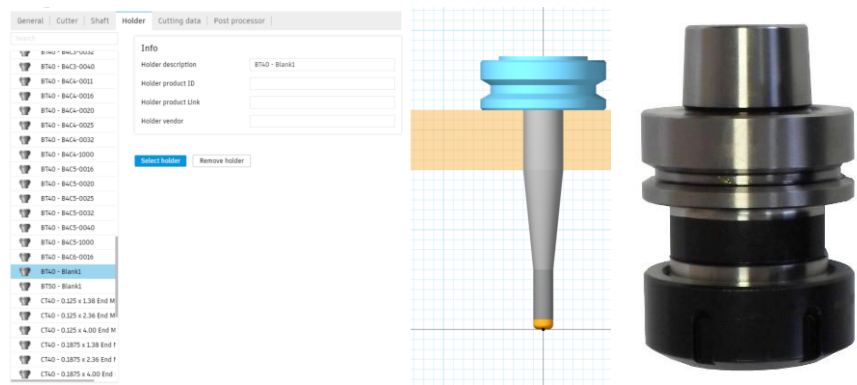 General Cutter Shaft Holder Cutting data Post processor
Search
BT40 - B4C3-0032
BT40 - B4C3-0040
BT40 - B4C4-0011
BT40 - B4C4-0016
BT40 - B4C4-0020
BT40 - B4C4-0025
BT40 - B4C4-0032
BT40 - B4C4-1000
BT40 - B4C5-0016
BT40 - B4C5-0020
BT40 - B4C5-0025
BT40 - B4C5-0032
BT40 - B4C5-0040
BT40 - B4C5-1000
BT40 - B4C6-0016
BT40 - Blank1
BT50 - Blank1
CT40 - 0.125 x 1.38 End M
CT40 - 0.125 x 2.36 End M
CT40 - 0.125 x 4.00 End M
CT40 - 0.1875 x 1.38 End
CT40 - 0.1875 x 2.36 End
CT40 - 0.1875 x 4.00 End
Info
Holder description BT40 - Blank1
Holder product ID
Holder product Link
Holder vendor
Select holder Remove holder